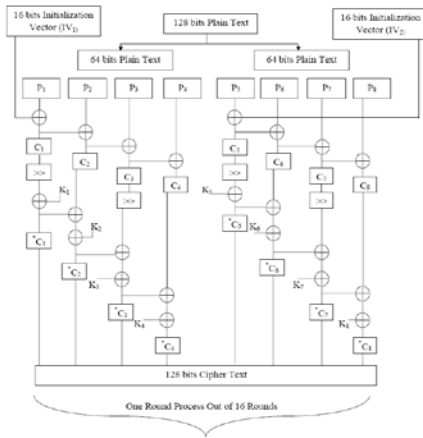 16 bits Initialization
Vector (IV1)
128 bits Plain Text
16 bits Initialization
Vector (IV2)
64 bits Plain Text
64 bits Plain Text
P1 P2 P3 P4 P5 P6 P7 P8
C1 C2 C3 C4 C5 C6 C7 C8
>> >> >> >>
K1 K2 K3 K4 K5 K6 K7 K8
*C1 *C2 *C3 *C4 *C5 *C6 *C7 *C8
128 bits Cipher Text
One Round Process Out of 16 Rounds